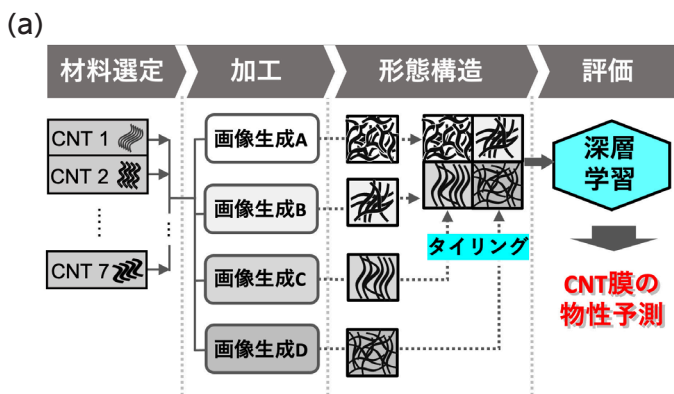 (a)
材料選定
加工
形態構造
評価
CNT 1
CNT 2
CNT 7
画像生成A
画像生成B
画像生成C
画像生成D
タイリング
深層
学習
CNT膜の
物性予測